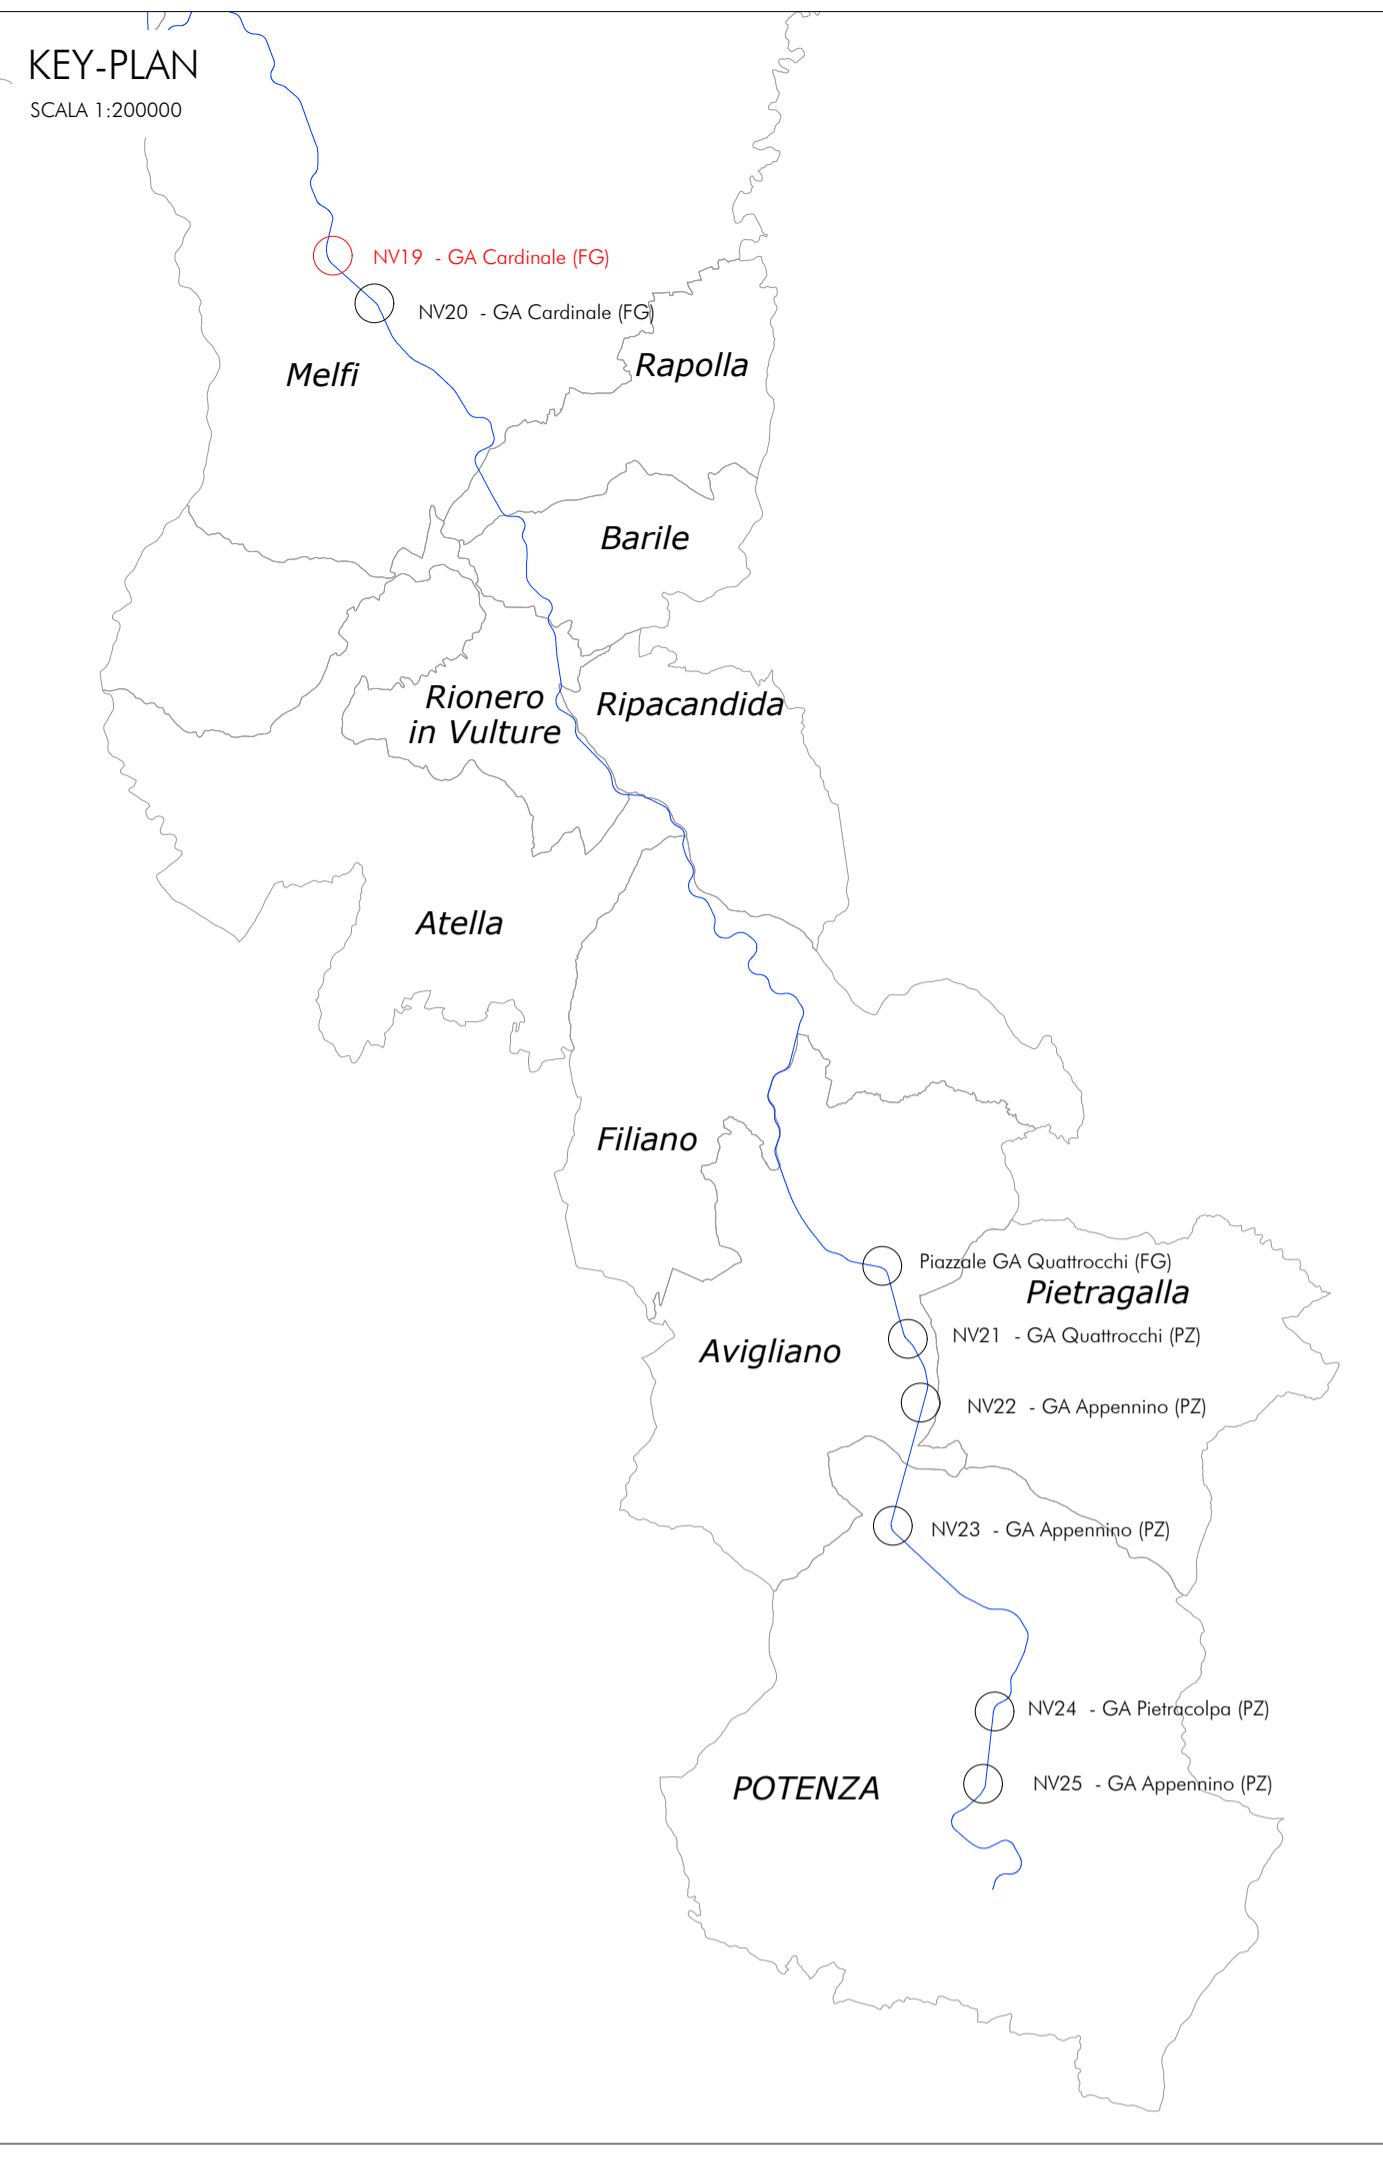 KEY-PLAN
SCALA 1:200000
NV19 - GA Cardinale (FG)
NV20 - GA Cardinale (FG)
Rapolla
Melfi
Barile
Rionero
in Vulture
Ripacandida
Atella
Filiano
Piazzale GA Quattrocchi (FG)
Pietragalla
NV21 - GA Quattrocchi (PZ)
Avigliano
NV22 - GA Appennino (PZ)
NV23 - GA Appennino (PZ)
NV24 - GA Pietracolpa (PZ)
POTENZA
NV25 - GA Appennino (PZ)